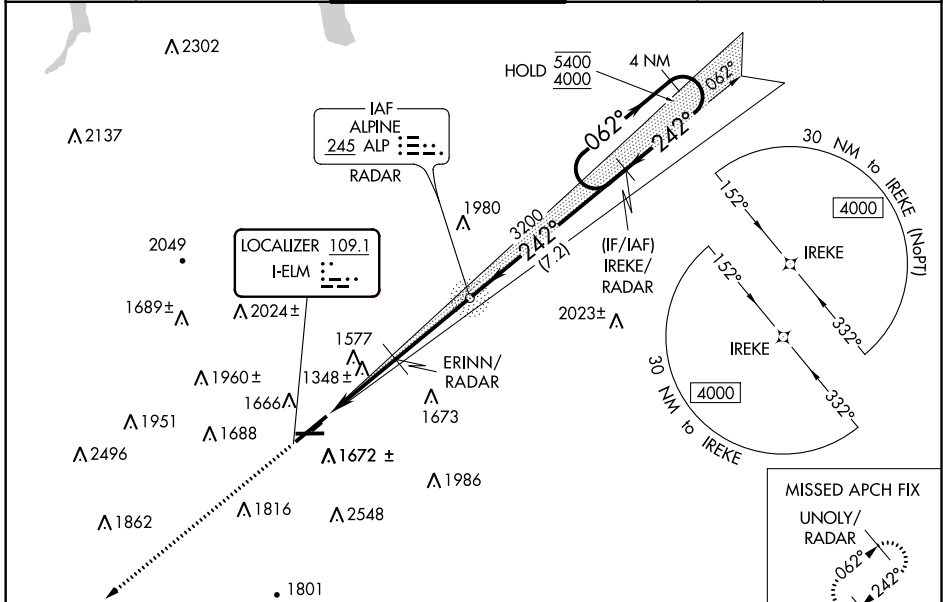 2302
HOLD 5400
4000
4 NM
062°
062°
242°
2137
IAF
ALPINE
245 ALP
RADAR
30 NM to IREKE (NoPT)
152°
4000
IREKE
332°
1980
3200
242°
(7.2)
(IF/IAF)
IREKE/
RADAR
2049
LOCALIZER 109.1
I-ELM
152°
IREKE
4000
332°
30 NM to IREKE
1689 ±
2024 ±
2023 ±
1577
1348 ±
ERINN/
RADAR
1960 ±
1666
1673
1951
1688
2496
1672 ±
1986
1862
1816
2548
1801
MISSED APCH FIX
UNOLY/
RADAR
062°
242°